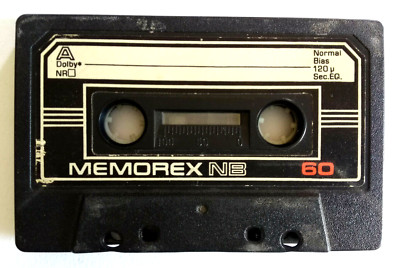 A
Dolby®
NR
Normal
Bias
120 μ
Sec.EQ.
MEMOREX NB 60